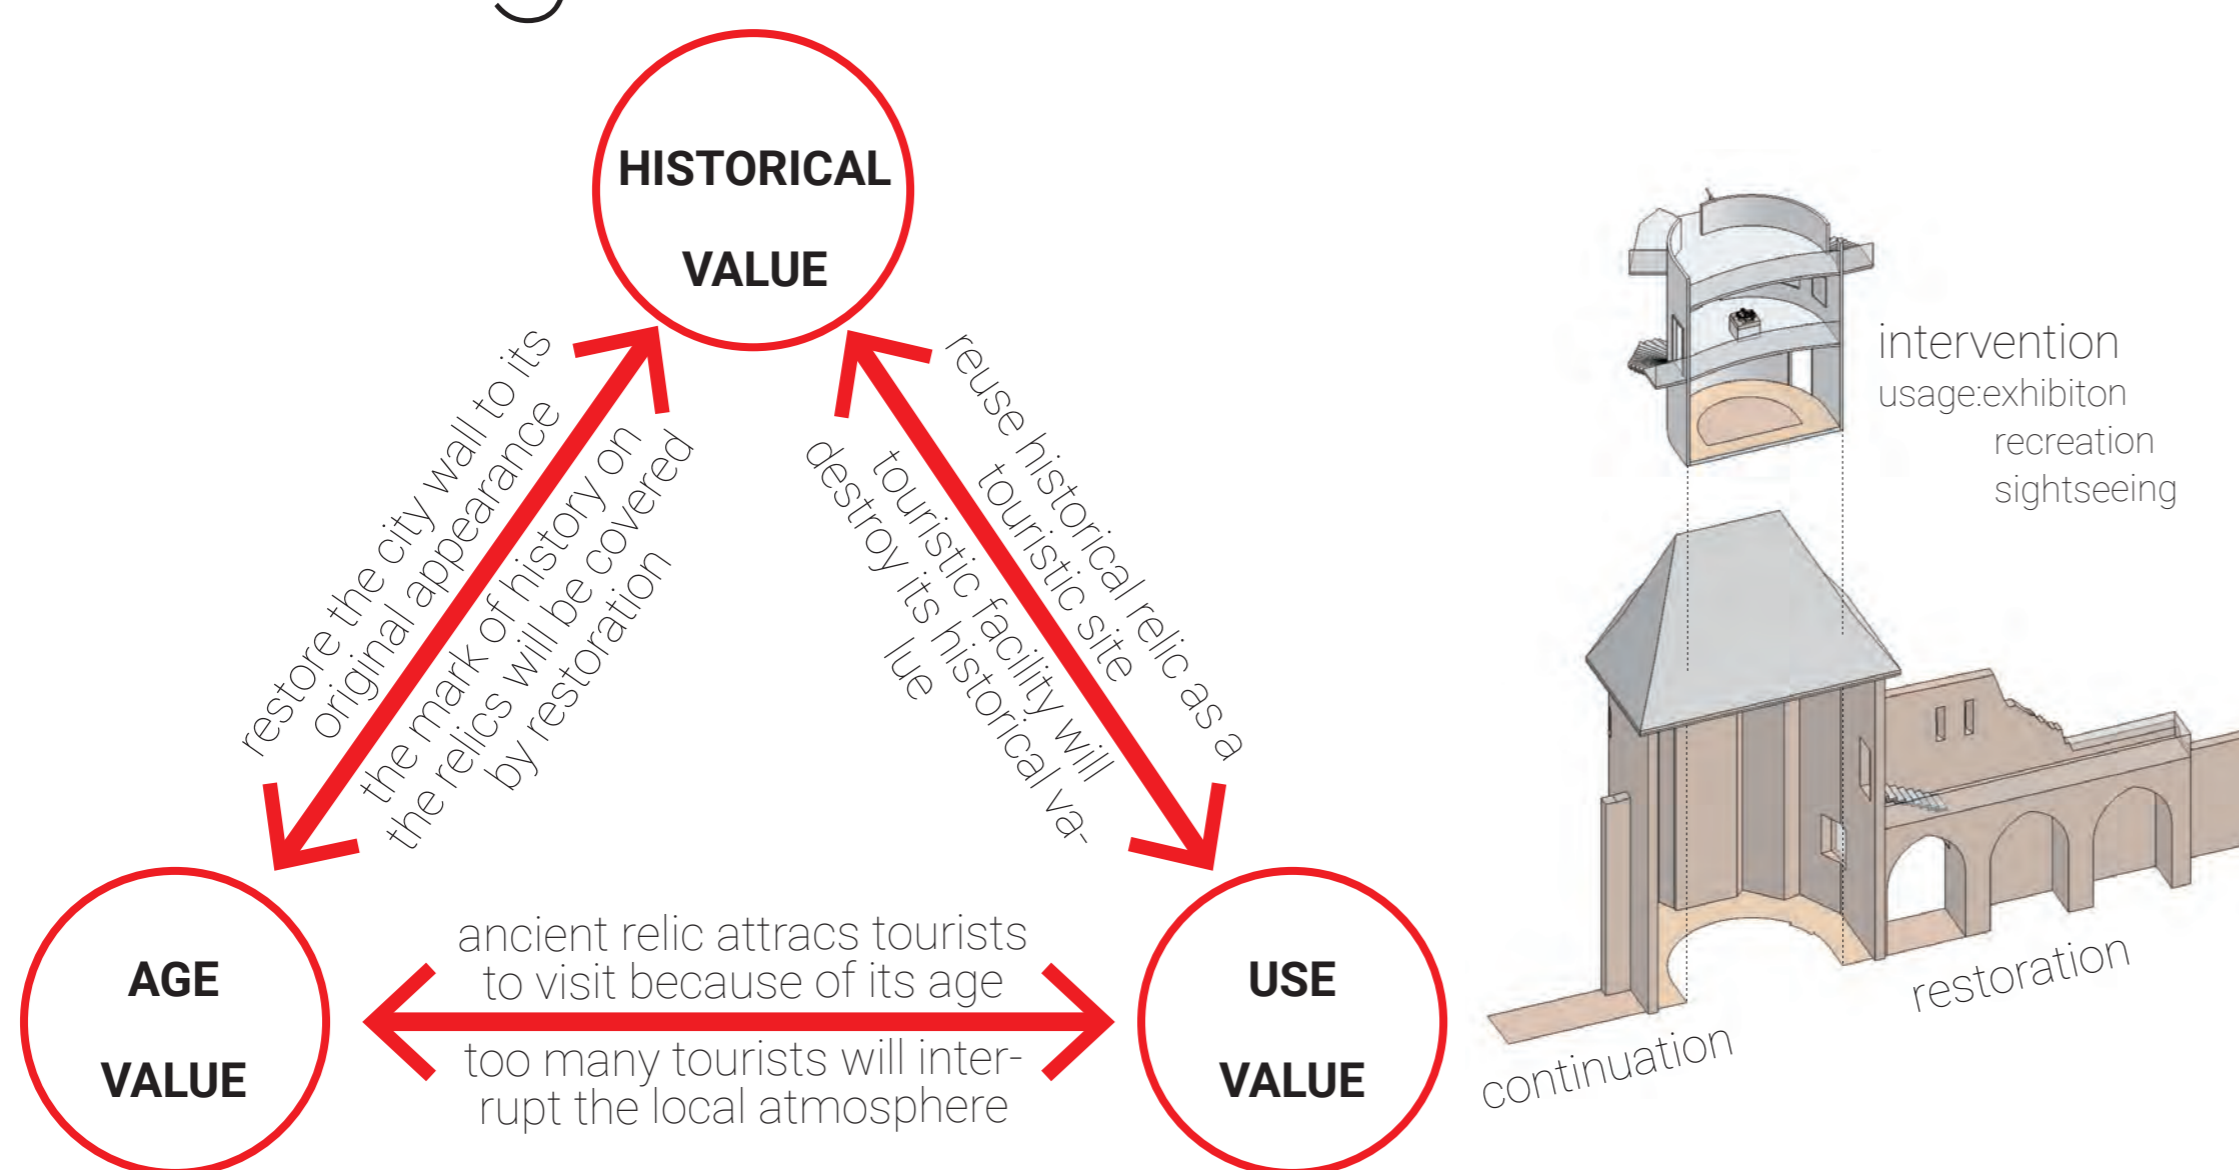 HISTORICAL
VALUE
restore the city wall to its
original appearance
the mark of history on
the relics will be covered
by restoration
reuse historical relic as a
touristic site
touristic facility will
destroy its historical va-
lue
AGE
VALUE
ancient relic attracs tourists
to visit because of its age
too many tourists will inter-
rupt the local atmosphere
USE
VALUE
intervention
usage:exhibiton
recreation
sightseeing
restoration
continuation